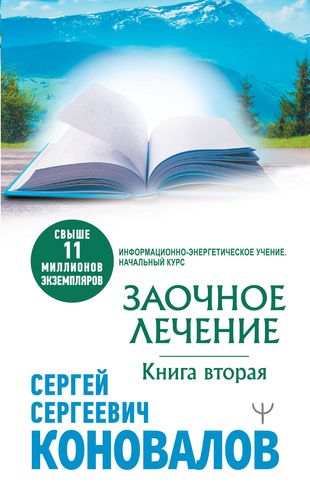 СВЫШЕ
11
МИЛЛИОНОВ
ЭКЗЕМПЛЯРОВ
ИНФОРМАЦИОННО-ЭНЕРГЕТИЧЕСКОЕ УЧЕНИЕ.
НАЧАЛЬНЫЙ КУРС
ЗАОЧНОЕ
ЛЕЧЕНИЕ
Книга вторая
СЕРГЕЙ
СЕРГЕЕВИЧ
КОНОВАЛОВ